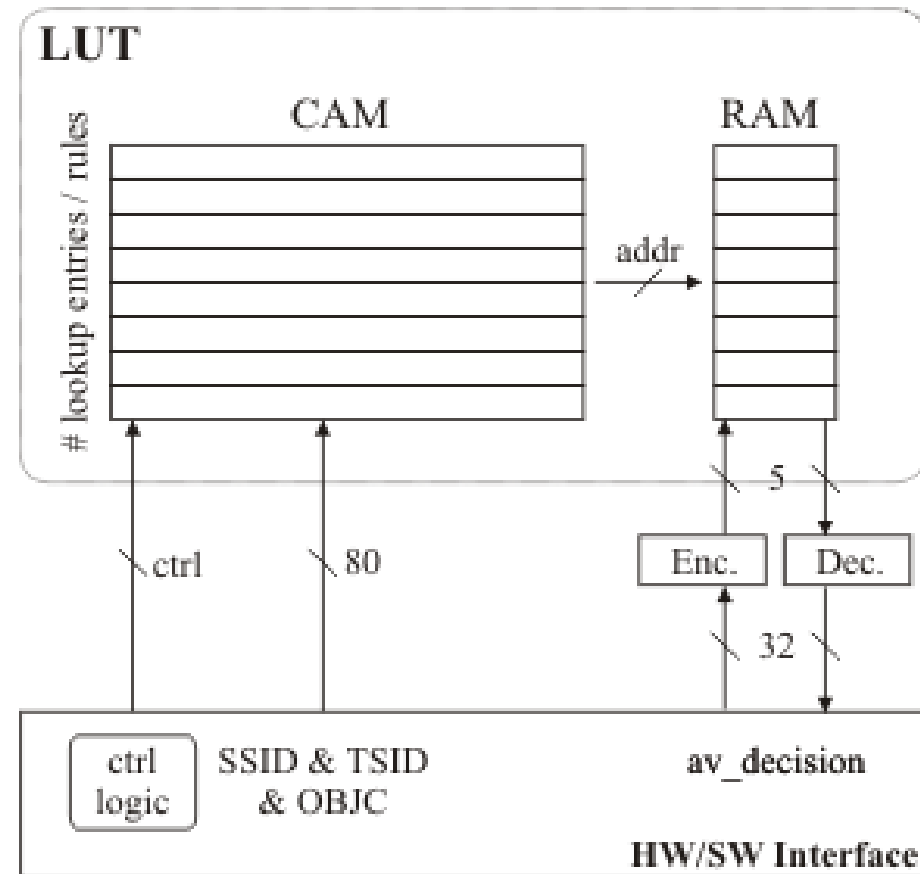 LUT
CAM
RAM
# lookup entries / rules
addr
5
ctrl
80
Enc.
Dec.
32
ctrl
logic
SSID & TSID
& OBJC
av_decision
HW/SW Interface